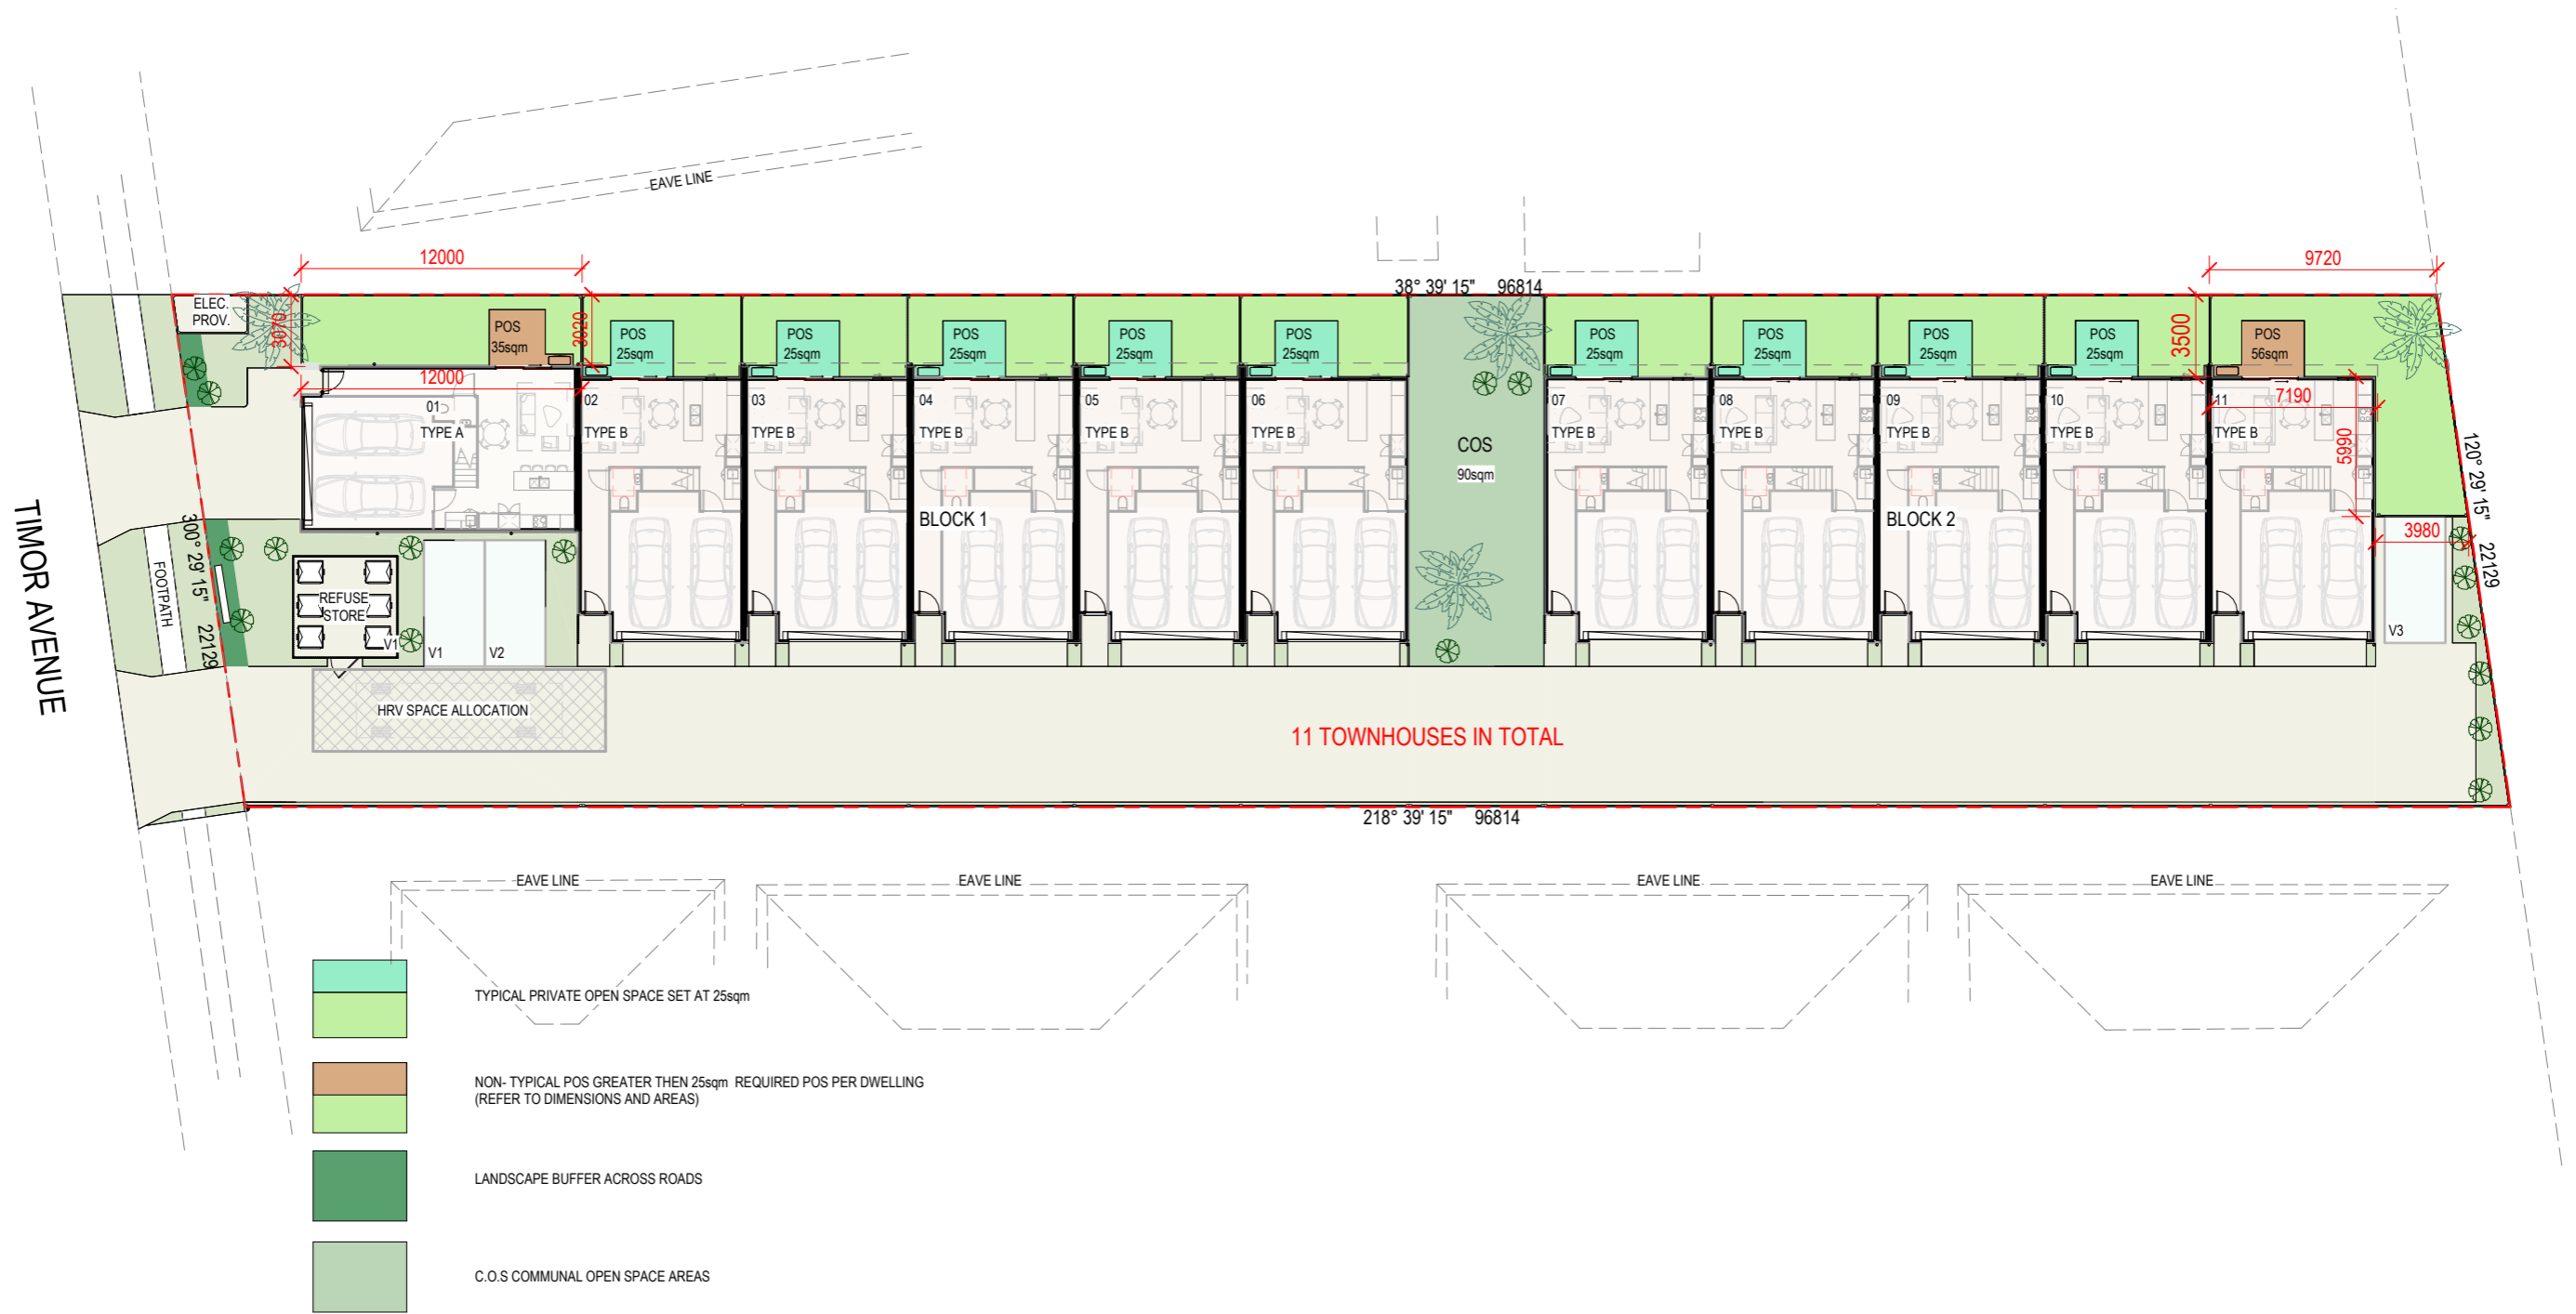 EAVE LINE
12000
9720
38° 39' 15" 96814
ELEC.
PROV.
3070
POS
35sqm
3020
POS
25sqm
POS
25sqm
POS
25sqm
POS
25sqm
POS
25sqm
POS
25sqm
POS
25sqm
POS
25sqm
POS
25sqm
3500
POS
56sqm
12000
01
TYPE A
02
TYPE B
03
TYPE B
04
TYPE B
05
TYPE B
06
TYPE B
COS
90sqm
07
TYPE B
08
TYPE B
09
TYPE B
10
TYPE B
11
TYPE B
7190
5990
3980
120° 29' 15" 22129
BLOCK 1
BLOCK 2
TIMOR AVENUE
FOOTPATH
300° 29' 15" 22129
REFUSE
STORE
V1
V1
V2
V3
HRV SPACE ALLOCATION
11 TOWNHOUSES IN TOTAL
218° 39' 15" 96814
EAVE LINE
EAVE LINE
EAVE LINE
EAVE LINE
TYPICAL PRIVATE OPEN SPACE SET AT 25sqm
NON- TYPICAL POS GREATER THEN 25sqm REQUIRED POS PER DWELLING
(REFER TO DIMENSIONS AND AREAS)
LANDSCAPE BUFFER ACROSS ROADS
C.O.S COMMUNAL OPEN SPACE AREAS